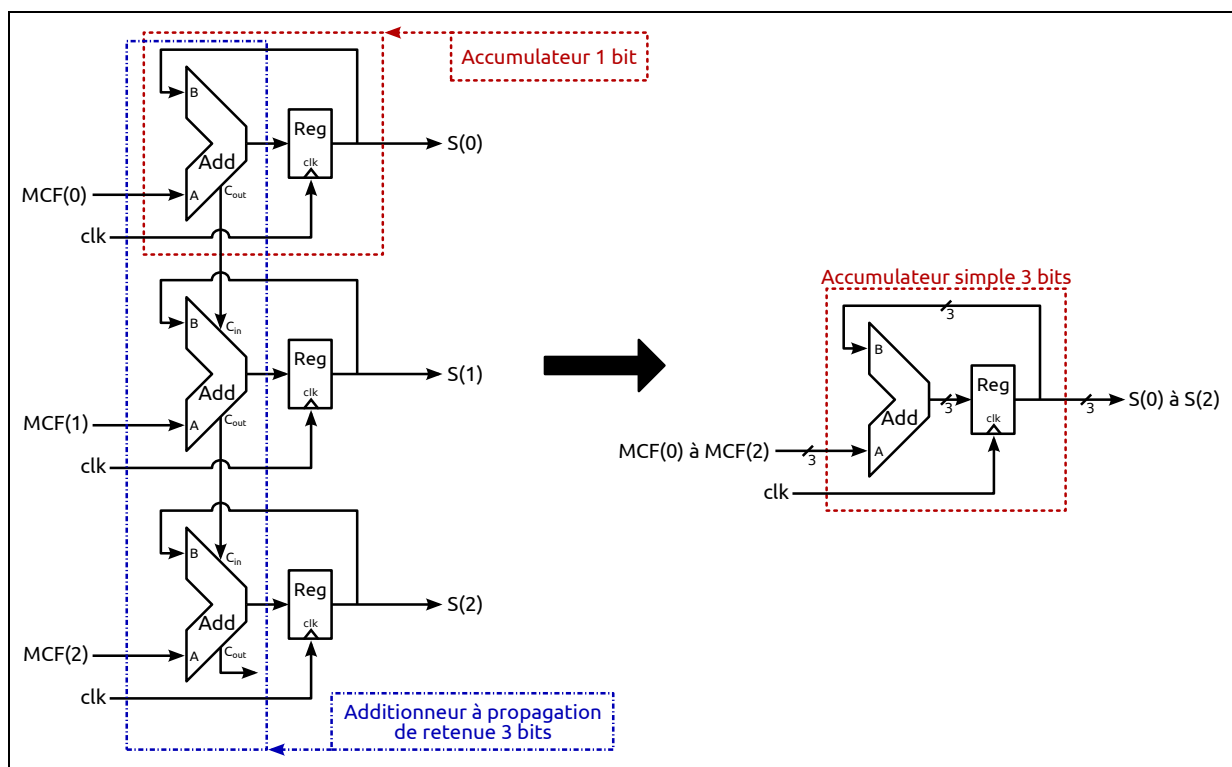 Accumulateur 1 bit
B
Reg
S(0)
clk
Add
MCF(0)
A
Cout
clk
B
Cin
Reg
S(1)
clk
Add
MCF(1)
A
Cout
clk
B
Cin
Reg
S(2)
clk
Add
MCF(2)
A
Cout
clk
Additionneur à propagation
de retenue 3 bits
Accumulateur simple 3 bits
3
B
Reg
3
3
S(0) à S(2)
clk
Add
MCF(0) à MCF(2)
3
A
clk